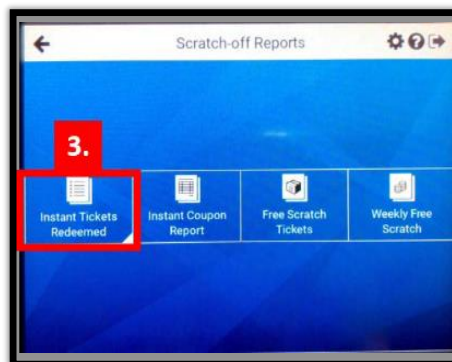 Scratch-off Reports
3.
Instant Tickets
Redeemed
Instant Coupon
Report
Free Scratch
Tickets
Weekly Free
Scratch